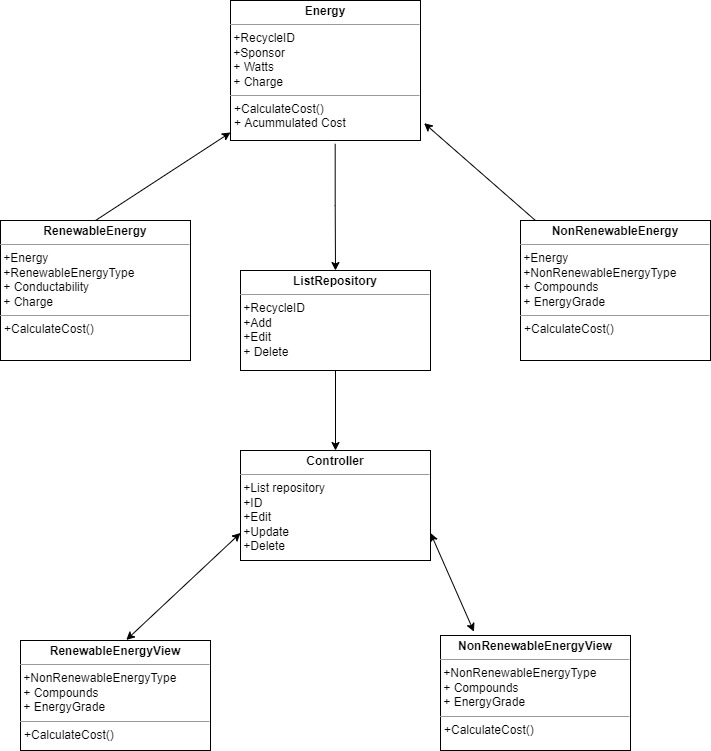 Energy
+RecycleID
+Sponsor
+ Watts
+ Charge
+CalculateCost()
+ Acummulated Cost
RenewableEnergy
+Energy
+RenewableEnergyType
+ Conductability
+ Charge
+CalculateCost()
ListRepository
+RecycleID
+Add
+Edit
+ Delete
NonRenewableEnergy
+Energy
+NonRenewableEnergyType
+ Compounds
+ EnergyGrade
+CalculateCost()
Controller
+List repository
+ID
+Edit
+Update
+Delete
RenewableEnergyView
+NonRenewableEnergyType
+ Compounds
+ EnergyGrade
+CalculateCost()
NonRenewableEnergyView
+NonRenewableEnergyType
+ Compounds
+ EnergyGrade
+CalculateCost()